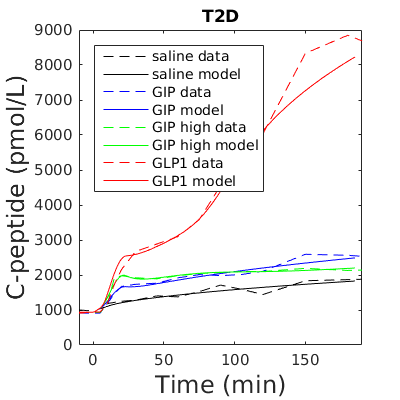 T2D
C-peptide (pmol/L)
9000
8000
7000
6000
5000
4000
3000
2000
1000
0
saline data
saline model
GIP data
GIP model
GIP high data
GIP high model
GLP1 data
GLP1 model
0 50 100 150
Time (min)